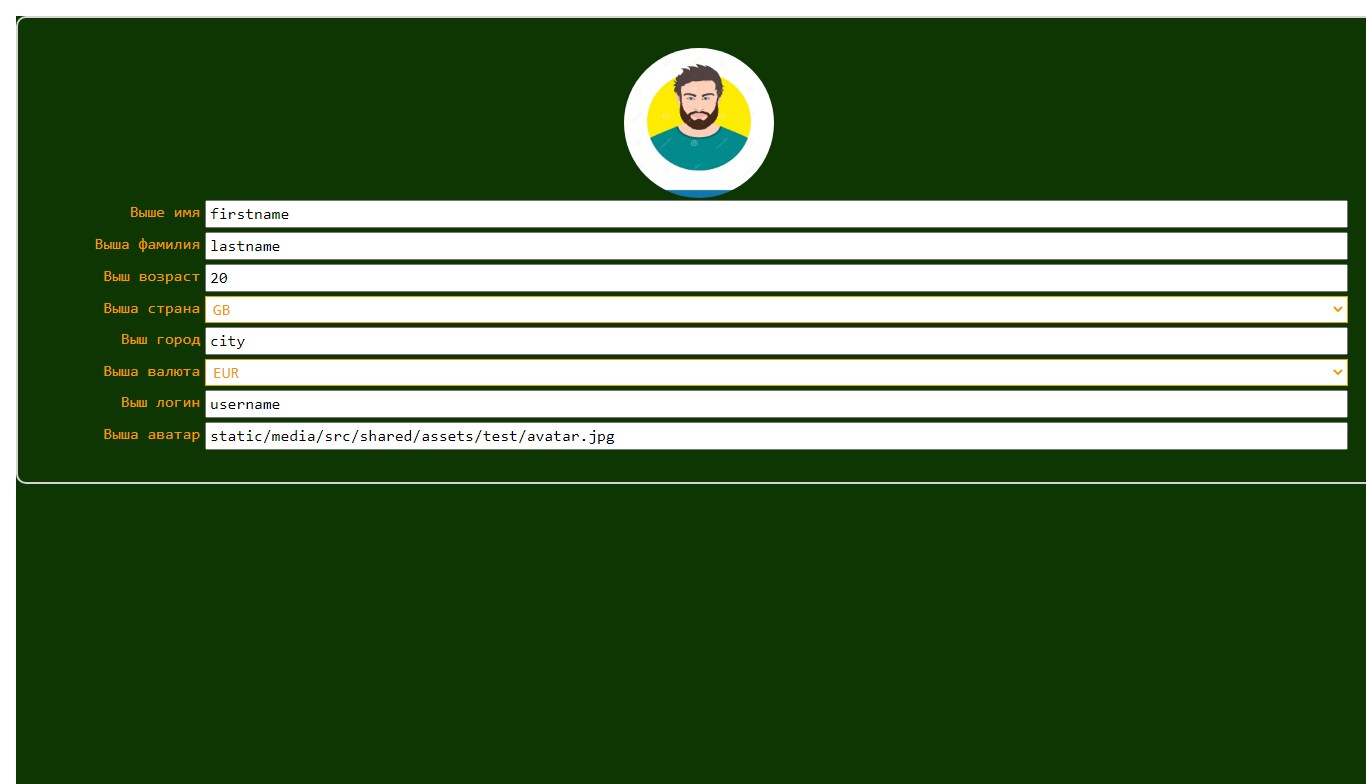 Выше имя firstname
Выша фамилия lastname
Выш возраст 20
Выша страна GB
Выш город city
Выша валюта EUR
Выш логин username
Выша аватар static/media/src/shared/assets/test/avatar.jpg